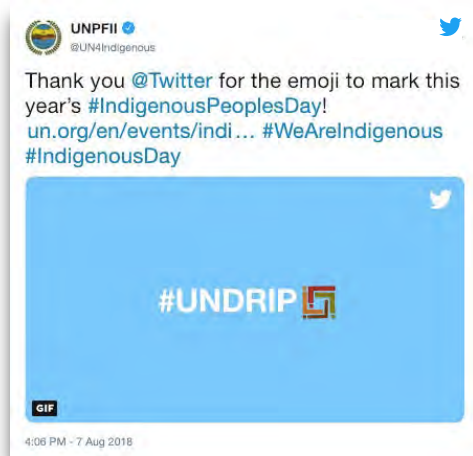 UNPFII
@UN4Indigenous
Thank you @Twitter for the emoji to mark this
year's #IndigenousPeoplesDay!
un.org/en/events/indi... #WeAreIndigenous
#IndigenousDay
#UNDRIP
GIF
4:06 PM - 7 Aug 2018